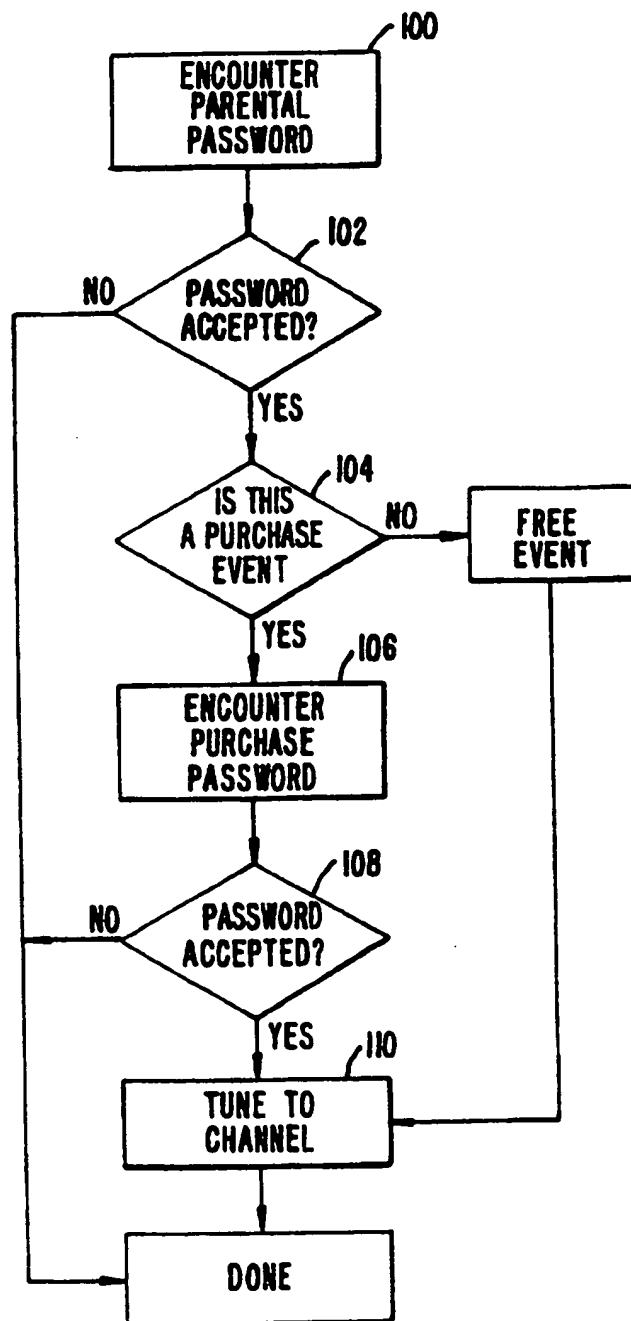 100
ENCOUNTER
PARENTAL
PASSWORD
102
NO
PASSWORD
ACCEPTED?
YES
104
IS THIS
A PURCHASE
EVENT
NO
FREE
EVENT
YES
106
ENCOUNTER
PURCHASE
PASSWORD
108
NO
PASSWORD
ACCEPTED?
YES
110
TUNE TO
CHANNEL
DONE